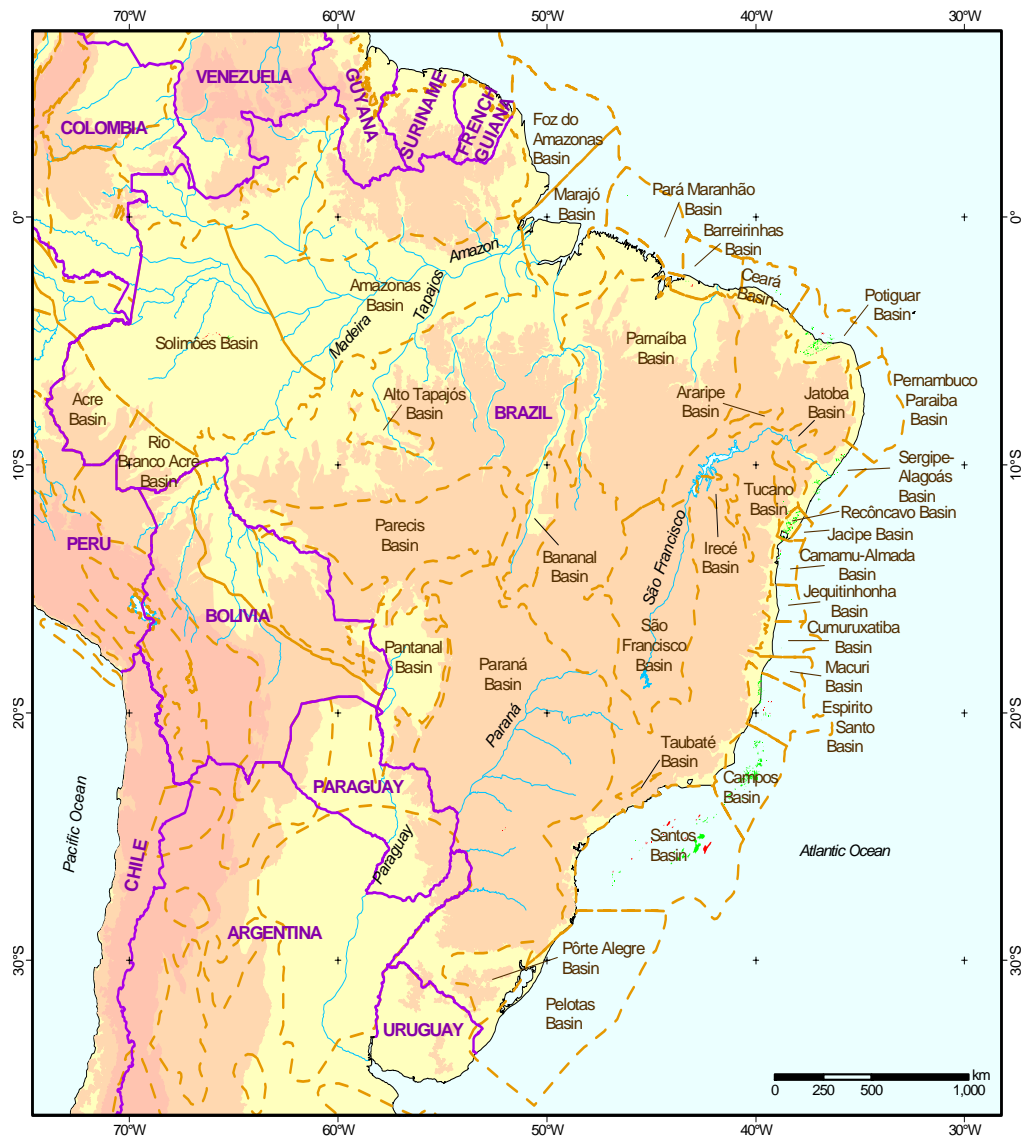 70°W
60°W
50°W
40°W
30°W
VENEZUELA
COLOMBIA
GUYANA
SURINAME
FRENCH
GUIANA
Foz do
Amazonas
Basin
Marajó
Basin
Pará Maranhão
Basin
Barreirinhas
Basin
Ceará
Basin
0°
0°
Amazon
Amazonas
Basin
Tapajos
Madeira
Solimões Basin
Potiguar
Basin
Parnaíba
Basin
Acre
Basin
Alto Tapajós
Basin
BRAZIL
Araripe
Basin
Jatoba
Basin
Pernambuco
Paraiba
Basin
Rio
Branco Acre
Basin
10°S
10°S
Sergipe-
Alagoás
Basin
Tucano
Basin
Recôncavo Basin
Jacipe Basin
PERU
Parecis
Basin
Bananal
Basin
São Francisco
Irecé
Basin
Camamu-Almada
Basin
Jequitinhonha
Basin
BOLIVIA
Cumuruxatiba
Basin
Pantanal
Basin
Paraná
Basin
São
Francisco
Basin
Macuri
Basin
20°S
20°S
Espirito
Santo
Basin
Paraná
Taubaté
Basin
PARAGUAY
Campos
Basin
Pacific Ocean
CHILE
Paraguay
Santos
Basin
Atlantic Ocean
ARGENTINA
30°S
30°S
Pôrte Alegre
Basin
Pelotas
Basin
URUGUAY
km
0
250
500
1,000
70°W
60°W
50°W
40°W
30°W